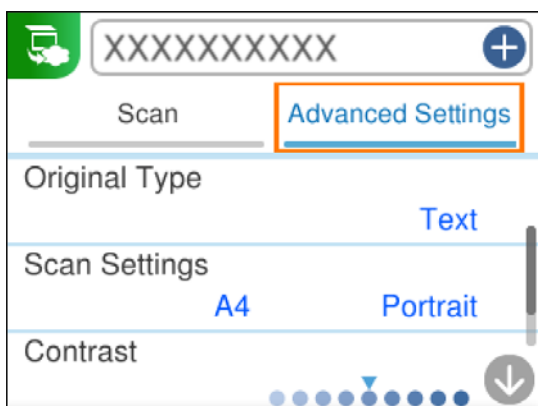 XXXXXXXXXX
Scan Advanced Settings
Original Type
Text
Scan Settings
A4 Portrait
Contrast